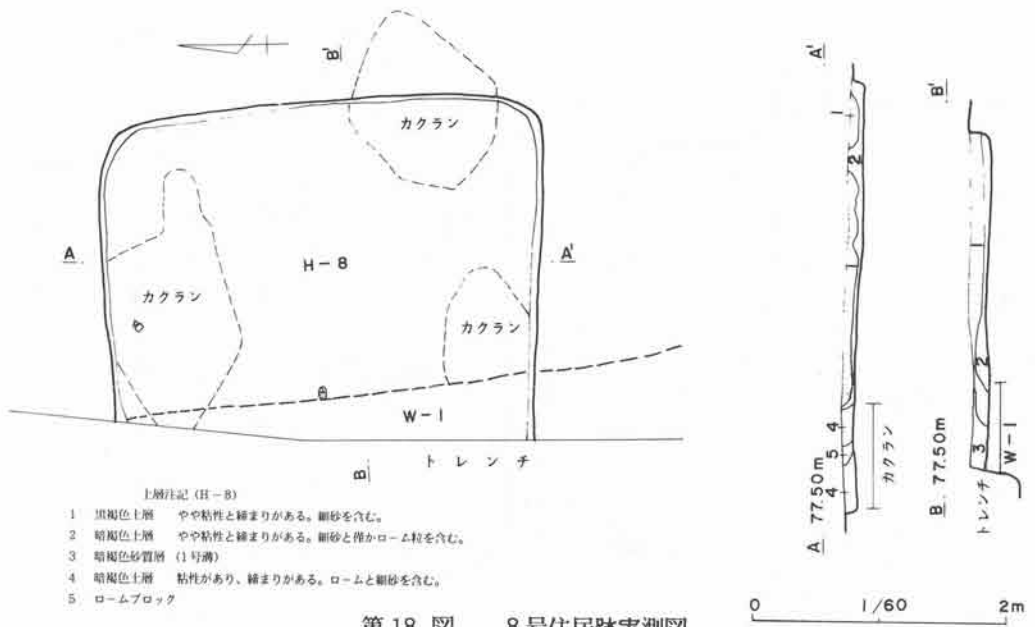 B'
カクラン
A
H-8
A'
カクラン
カクラン
W-1
B
トレンチ
土層注記 (H-8)
1 黒褐色土層 やや粘性と締まりがある。細砂を含む。
2 暗褐色土層 やや粘性と締まりがある。細砂と僅かローム粒を含む。
3 暗褐色砂質層 (1号溝)
4 暗褐色土層 粘性があり、締まりがある。ロームと細砂を含む。
5 ロームブロック
A'
1
2
1
4
5
4
A 77.50m
カクラン
B'
1
2
3
W-1
B 77.50m
トレンチ
0 1/60 2m
第18図 8号住居跡実測図